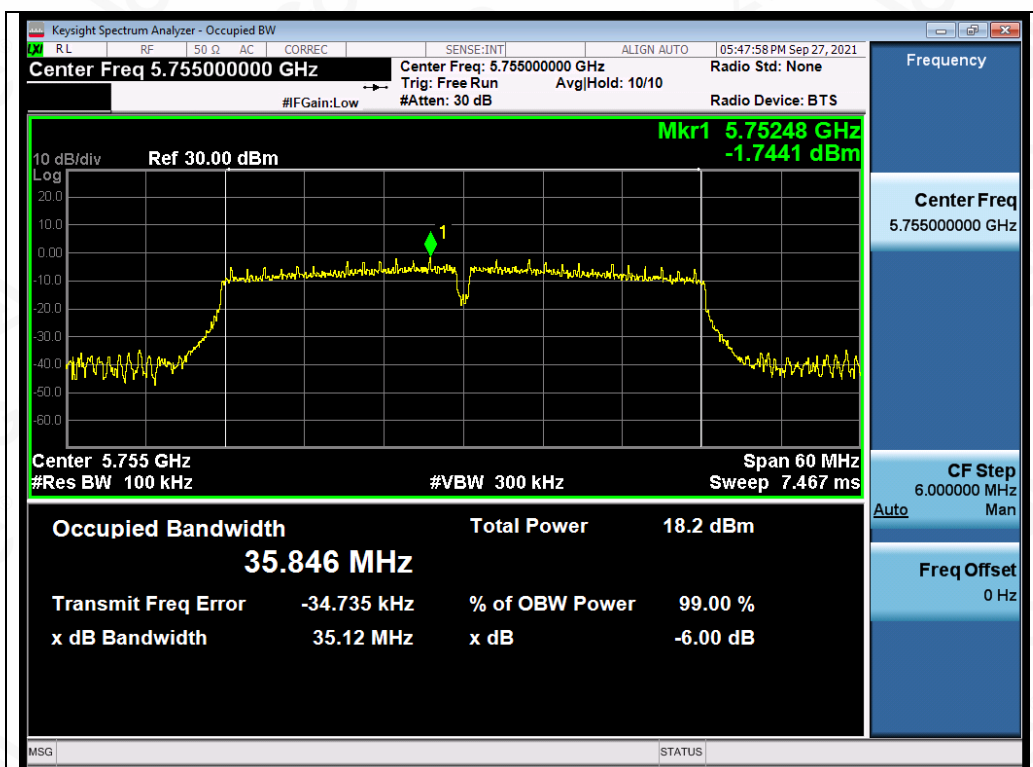 Keysight Spectrum Analyzer - Occupied BW
LXI RL RF 50 Ω AC CORREC SENSE:INT ALIGN AUTO 05:47:58 PM Sep 27, 2021
Center Freq 5.755000000 GHz
Center Freq: 5.755000000 GHz
Radio Std: None
Trig: Free Run Avg|Hold: 10/10
#IFGain:Low #Atten: 30 dB Radio Device: BTS
Mkr1 5.75248 GHz
-1.7441 dBm
10 dB/div Ref 30.00 dBm
Log
20.0
10.0
0.00
-10.0
-20.0
-30.0
-40.0
-50.0
-60.0
1
Center 5.755 GHz Span 60 MHz
#Res BW 100 kHz #VBW 300 kHz Sweep 7.467 ms
Occupied Bandwidth Total Power 18.2 dBm
35.846 MHz
Transmit Freq Error -34.735 kHz % of OBW Power 99.00 %
x dB Bandwidth 35.12 MHz x dB -6.00 dB
Frequency
Center Freq
5.755000000 GHz
CF Step
6.000000 MHz
Auto Man
Freq Offset
0 Hz
MSG STATUS